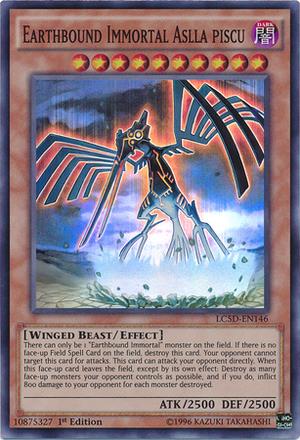 EARTHBOUND IMMORTAL ASLLA PISCU
DARK
闇
LC5D-EN146
[WINGED BEAST/EFFECT]
There can only be 1 "Earthbound Immortal" monster on the field. If there is no
face-up Field Spell Card on the field, destroy this card. Your opponent cannot
target this card for attacks. This card can attack your opponent directly. When
this face-up card leaves the field, except by its own effect: Destroy as many
face-up monsters your opponent controls as possible, and if you do, inflict
800 damage to your opponent for each monster destroyed.
ATK/2500 DEF/2500
10875327 1st Edition ©1996 KAZUKI TAKAHASHI